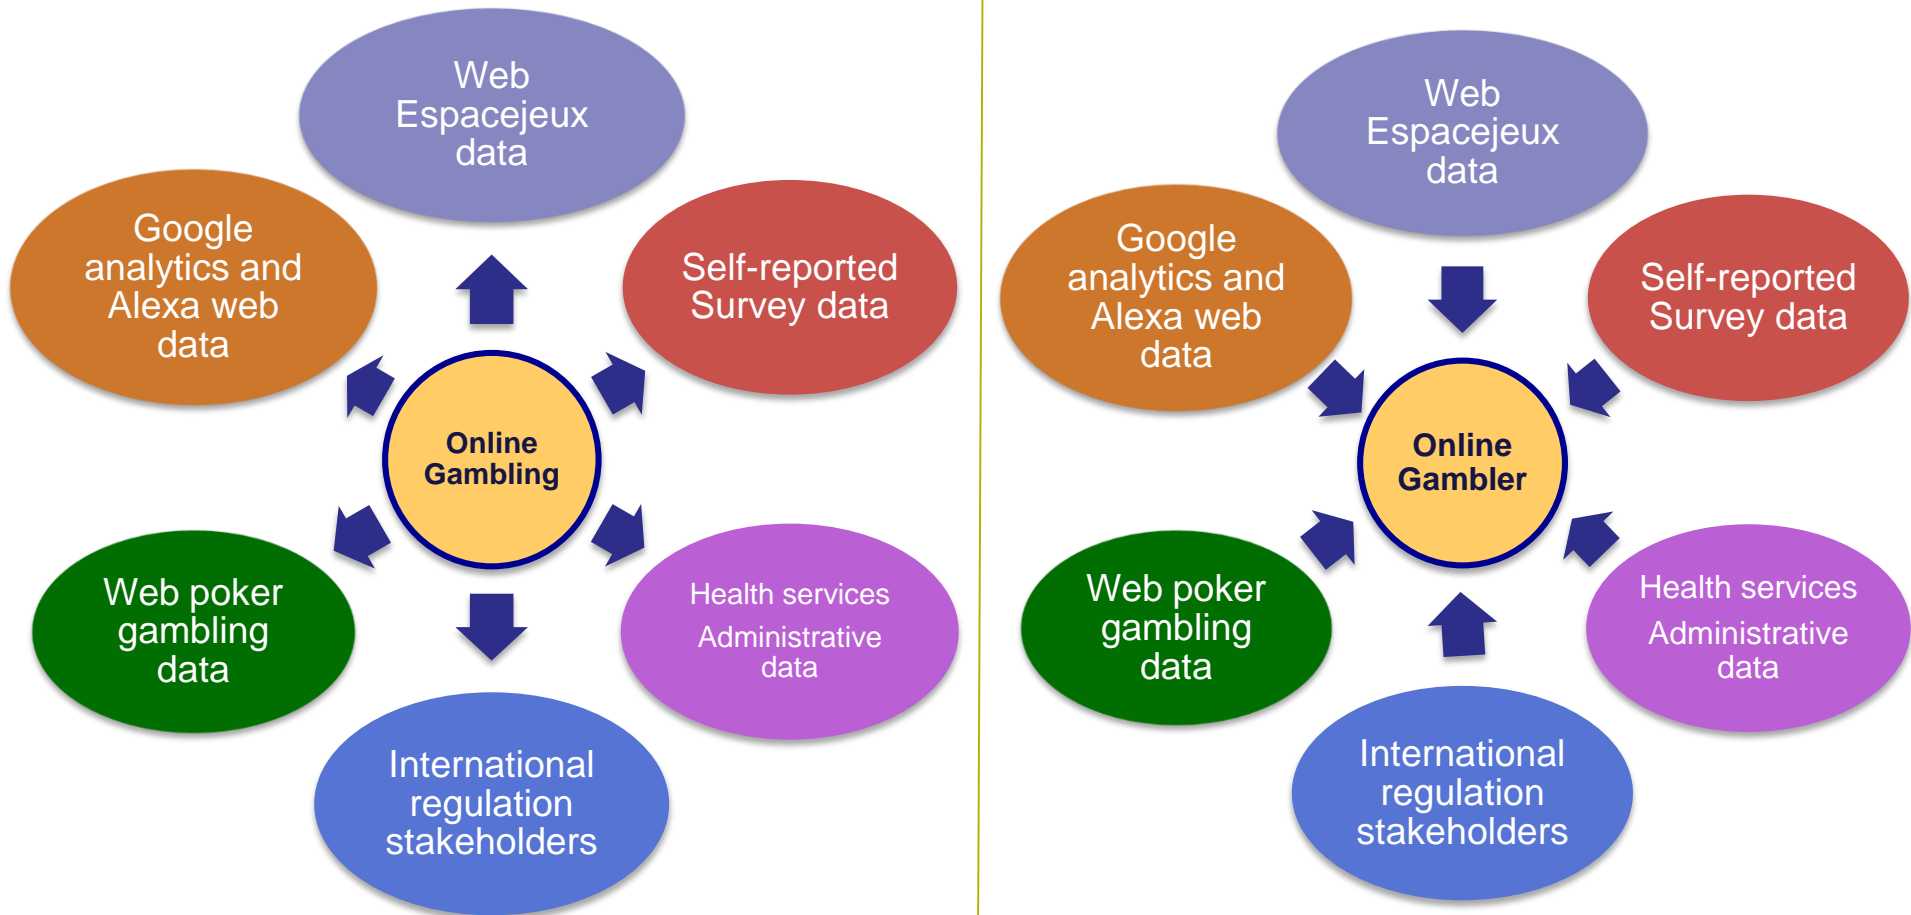 Web
Espacejeux
data
Google
analytics and
Alexa web
data
Self-reported
Survey data
Online
Gambling
Web poker
gambling
data
Health services
Administrative
data
International
regulation
stakeholders
Web
Espacejeux
data
Google
analytics and
Alexa web
data
Self-reported
Survey data
Online
Gambler
Web poker
gambling
data
Health services
Administrative
data
International
regulation
stakeholders